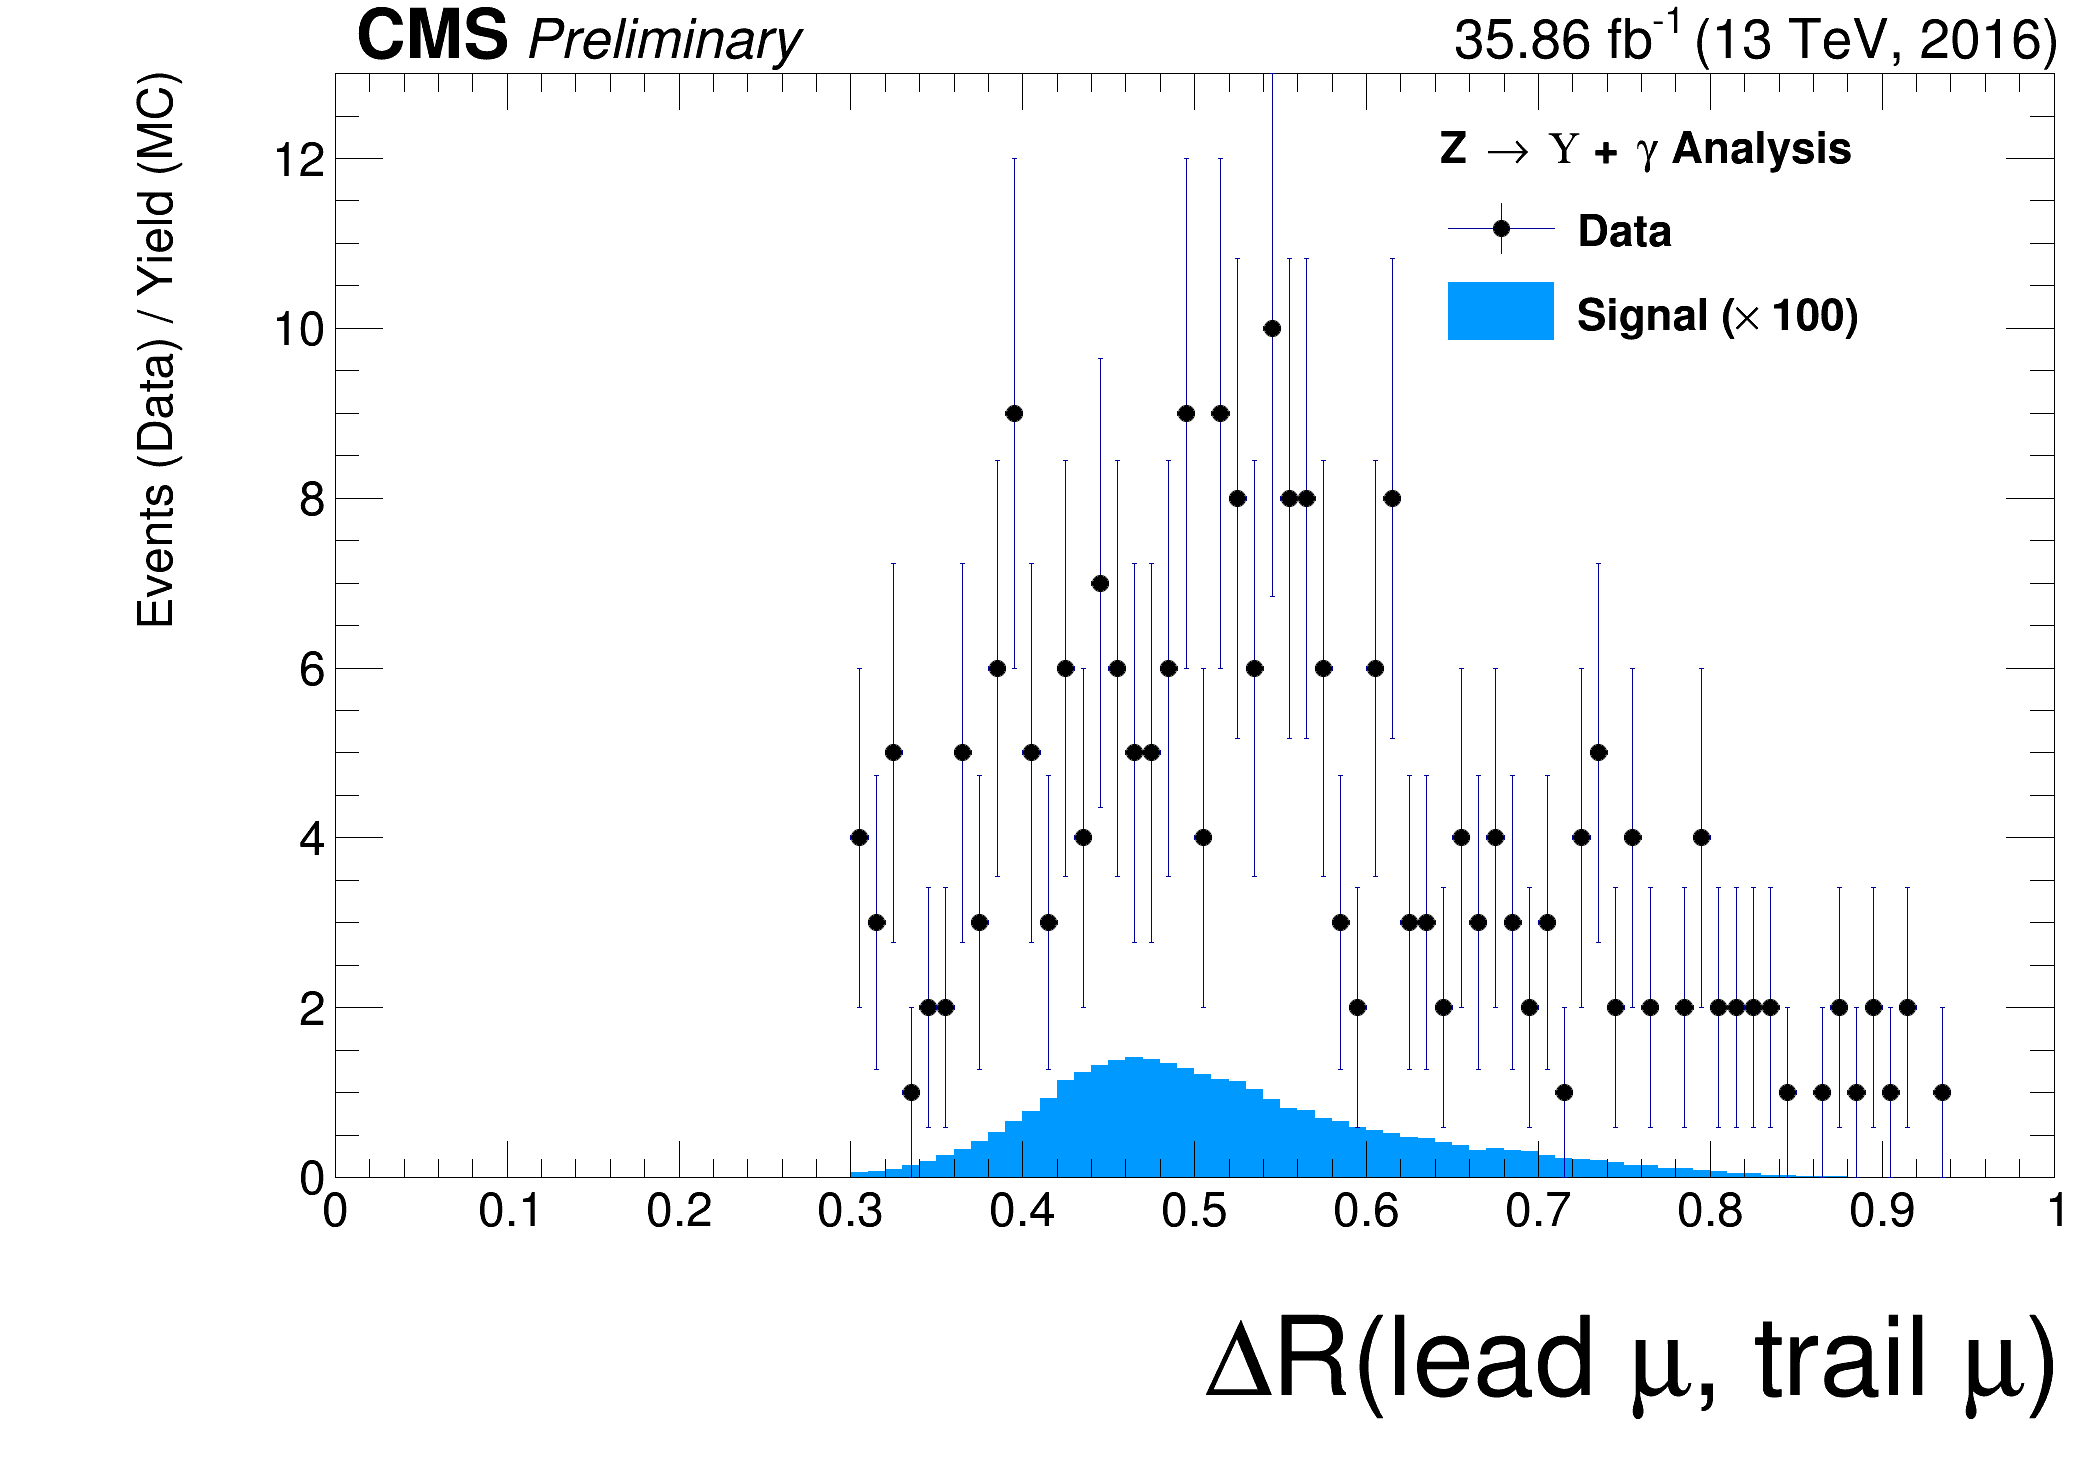 CMS Preliminary 35.86 fb⁻¹ (13 TeV, 2016)
Events (Data) / Yield (MC)
Z → Υ + γ Analysis
Data
Signal (× 100)
12
10
8
6
4
2
0
0 0.1 0.2 0.3 0.4 0.5 0.6 0.7 0.8 0.9 1
ΔR(lead μ, trail μ)